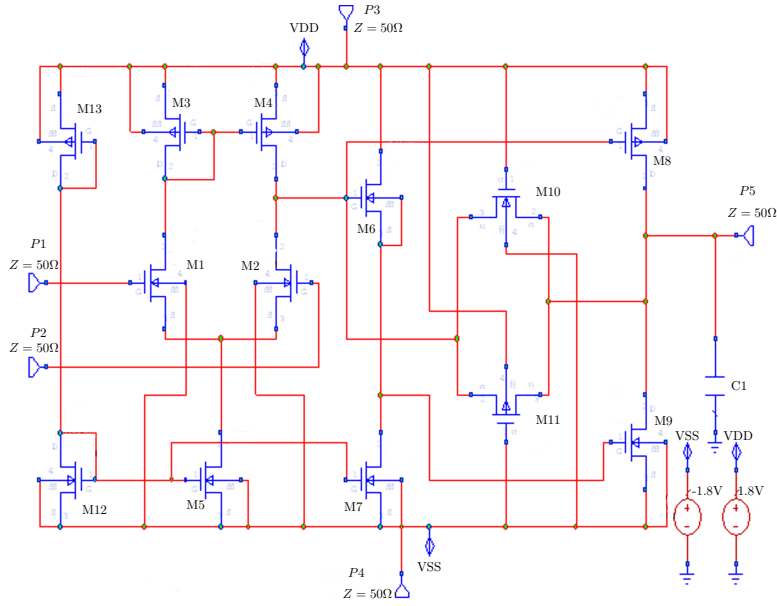 P3
Z = 50Ω
VDD
M13
M3
M4
M8
M10
M6
P5
Z = 50Ω
P1
Z = 50Ω
M1
M2
P2
Z = 50Ω
C1
M11
M9
VSS
VDD
-1.8V
1.8V
M12
M5
M7
VSS
P4
Z = 50Ω